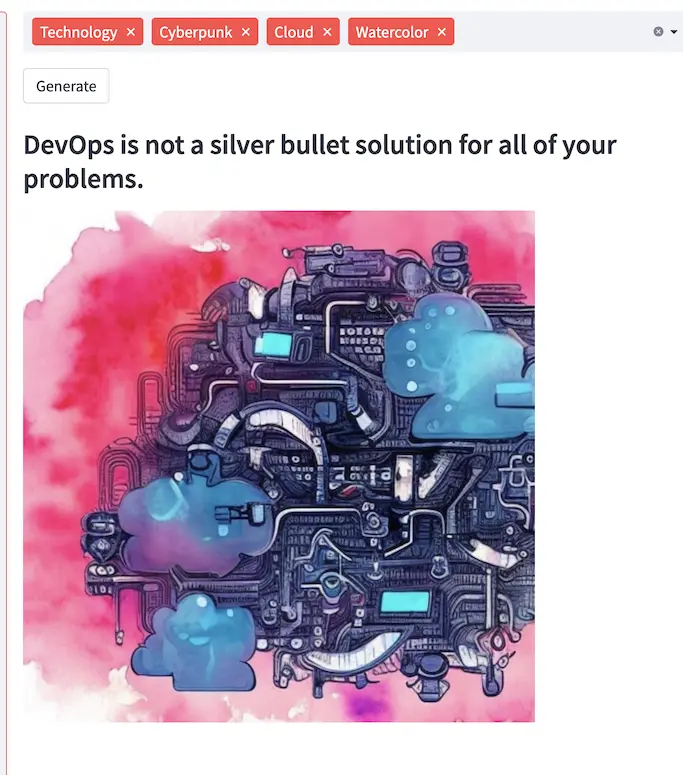 Technology × Cyberpunk × Cloud × Watercolor ×
Generate
DevOps is not a silver bullet solution for all of your
problems.